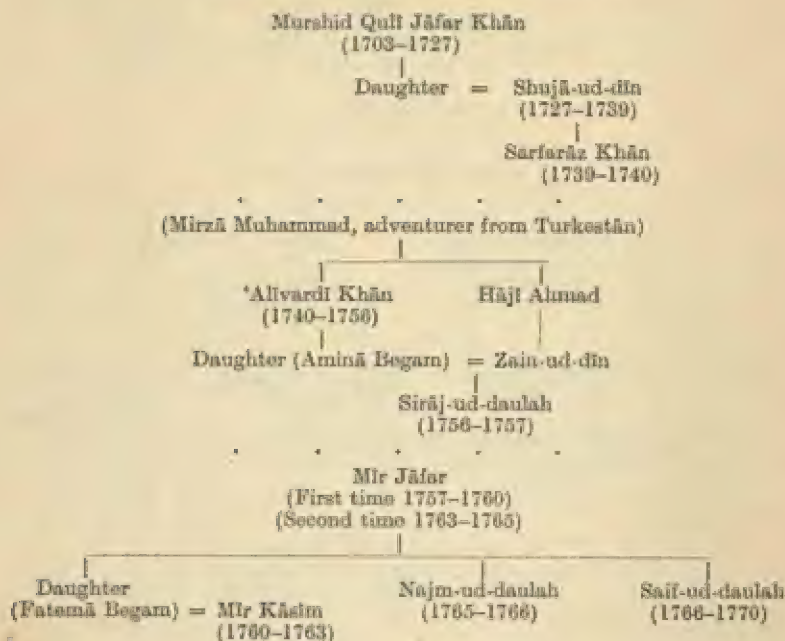 Murshid Qulī Jāfar Khān
(1703–1727)
Daughter = Shujā-ud-dīn
(1727–1739)
Sarfarāz Khān
(1739–1740)
(Mirzā Muhammad, adventurer from Turkestān)
‘Alīvardī Khān Hājī Ahmad
(1740–1756)
Daughter (Aminā Begam) = Zain-ud-dīn
Sirāj-ud-daulah
(1756–1757)
Mīr Jāfar
(First time 1757–1760)
(Second time 1763–1765)
Daughter Najm-ud-daulah Saif-ud-daulah
(Fatemā Begam) = Mīr Kāsim (1765–1766) (1766–1770)
(1760–1763)